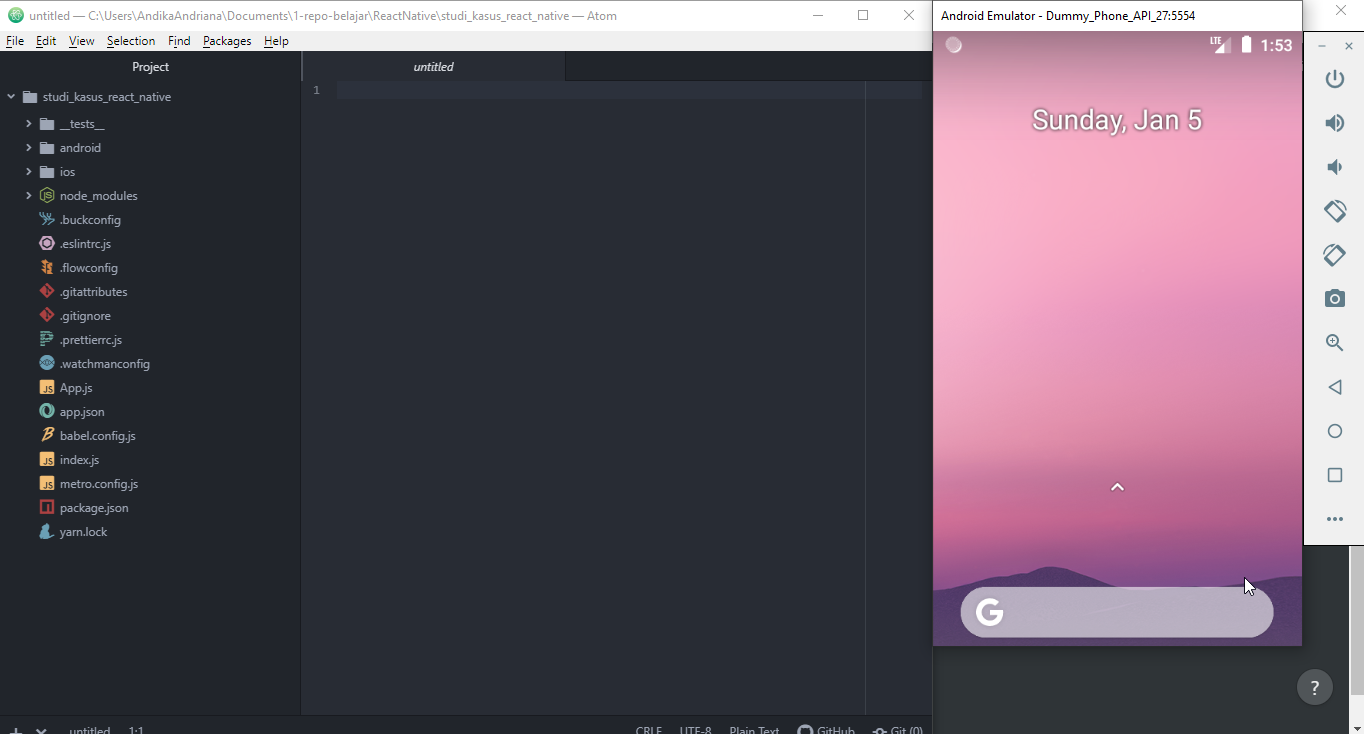 untitled — C:\Users\AndikaAndriana\Documents\1-repo-belajar\ReactNative\studi_kasus_react_native — Atom
File Edit View Selection Find Packages Help
Project
untitled
1
studi_kasus_react_native
__tests__
android
ios
node_modules
.buckconfig
.eslintrc.js
.flowconfig
.gitattributes
.gitignore
.prettierrc.js
.watchmanconfig
App.js
app.json
babel.config.js
index.js
metro.config.js
package.json
yarn.lock
untitled 1:1
CRLF UTF-8 Plain Text GitHub Git (0)
Android Emulator - Dummy_Phone_API_27:5554
LTE 1:53
Sunday, Jan 5
G
?